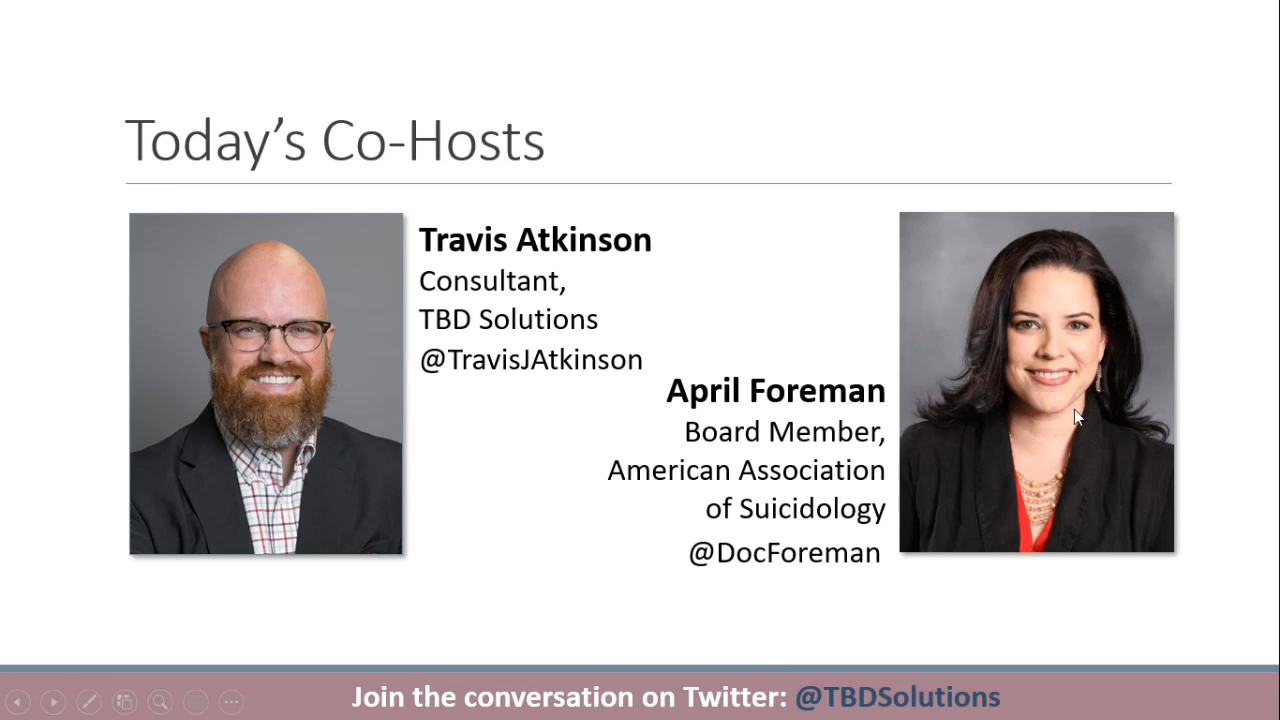 Today’s Co-Hosts
Travis Atkinson
Consultant,
TBD Solutions
@TravisJAtkinson
April Foreman
Board Member,
American Association
of Suicidology
@DocForeman
Join the conversation on Twitter: @TBDSolutions